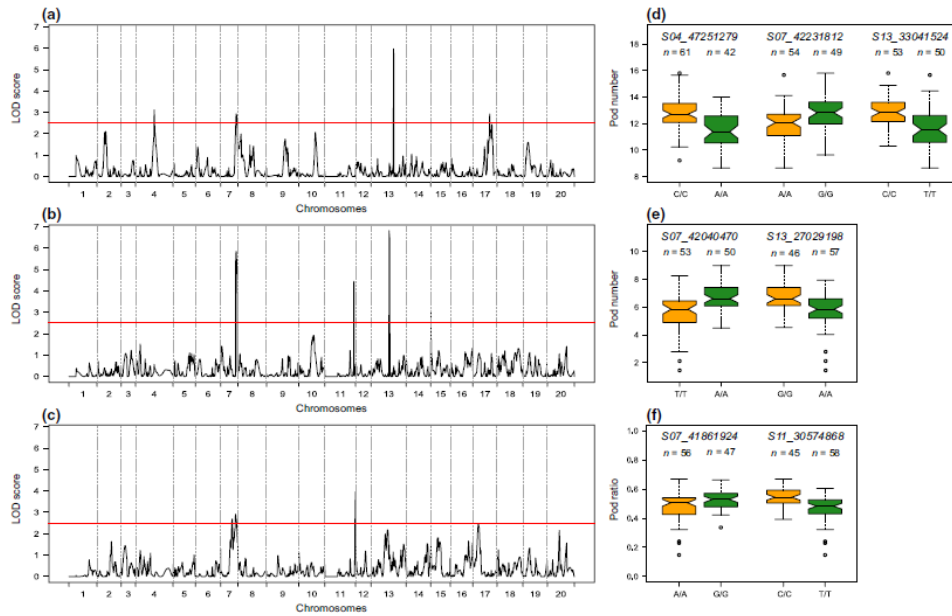 (a)
7
6
5
4
3
2
1
0
LOD score
1 2 3 4 5 6 7 8 9 10 11 12 13 14 15 16 17 18 19 20
Chromosomes
(b)
7
6
5
4
3
2
1
0
LOD score
1 2 3 4 5 6 7 8 9 10 11 12 13 14 15 16 17 18 19 20
Chromosomes
(c)
7
6
5
4
3
2
1
0
LOD score
1 2 3 4 5 6 7 8 9 10 11 12 13 14 15 16 17 18 19 20
Chromosomes
(d)
S04_47251279 S07_42231812 S13_33041524
n = 61 n = 42 n = 54 n = 49 n = 53 n = 50
18
16
14
12
10
8
Pod number
C/C A/A A/A G/G C/C T/T
(e)
S07_42040470 S13_27029198
n = 53 n = 50 n = 46 n = 57
10
8
6
4
2
Pod number
T/T A/A G/G A/A
(f)
S07_41861924 S11_30574868
n = 56 n = 47 n = 45 n = 58
1.0
0.8
0.6
0.4
0.2
0.0
Pod ratio
A/A G/G C/C T/T